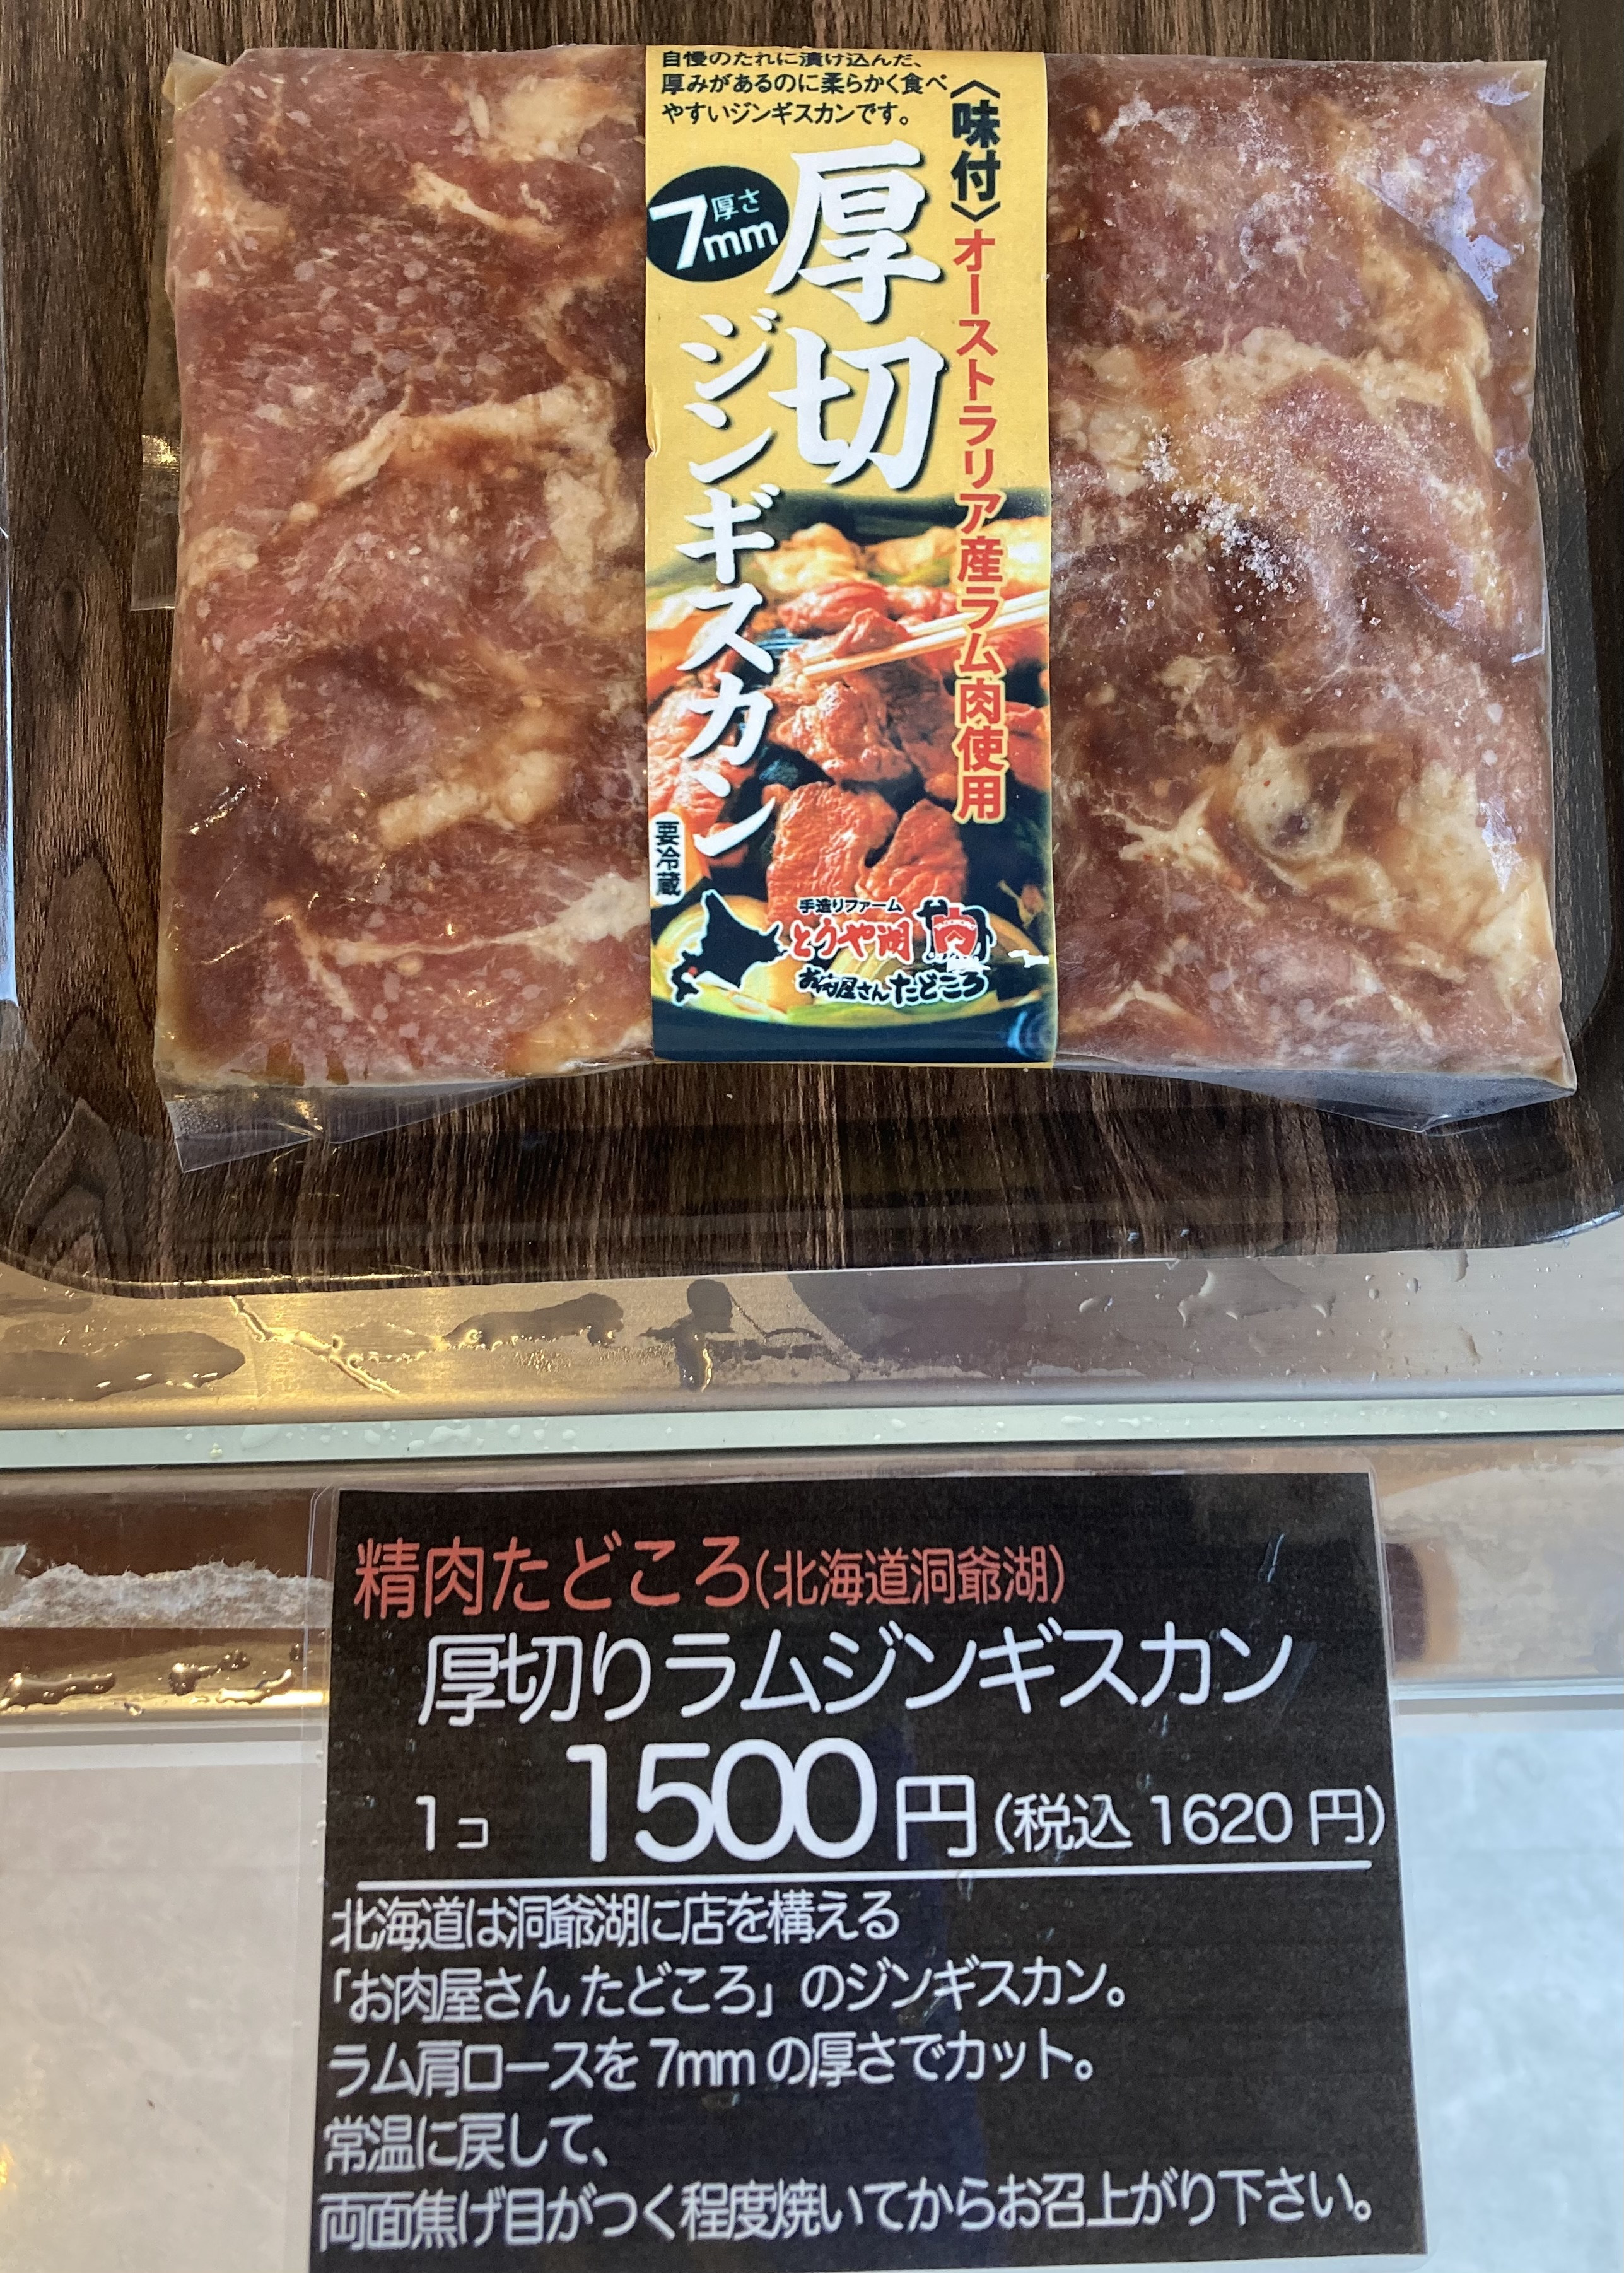 自慢のたれに漬け込んだ、
厚みがあるのに柔らかく食べ
やすいジンギスカンです。
〈味付〉オーストラリア産ラム肉使用
厚さ
7mm
厚切
ジンギスカン
要冷蔵
手造りファーム
とうや湖
お肉屋さんたどころ
精肉たどころ(北海道洞爺湖)
厚切りラムジンギスカン
1コ 1500円(税込 1620円)
北海道は洞爺湖に店を構える
「お肉屋さん たどころ」のジンギスカン。
ラム肩ロースを 7mm の厚さでカット。
常温に戻して、
両面焦げ目がつく程度焼いてからお召上がり下さい。